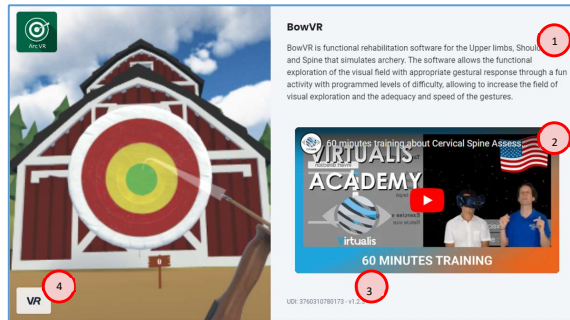 Arc VR
BowVR
1
BowVR is functional rehabilitation software for the Upper limbs,
and Spine that simulates archery. The software allows the functional
exploration of the visual field with appropriate gestural response through a fun
activity with programmed levels of difficulty, allowing to increase the field of
visual exploration and the adequacy and speed of the gestures.
60 minutes training about Cervical Spine Assess...
2
VIRTUALIS
ACADEMY
Virtualis
60 MINUTES TRAINING
4
VR
3
UDI: 3760310780173 - v1.2.